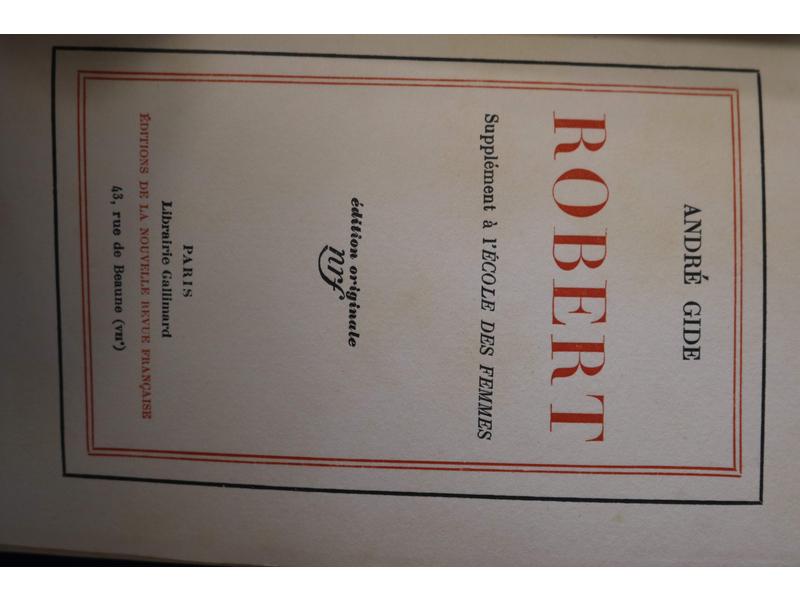 ANDRÉ GIDE
ROBERT
Supplément à l'ÉCOLE DES FEMMES
édition originale
nrf
PARIS
Librairie Gallimard
ÉDITIONS DE LA NOUVELLE REVUE FRANÇAISE
43, rue de Beaune (VIIᵉ)